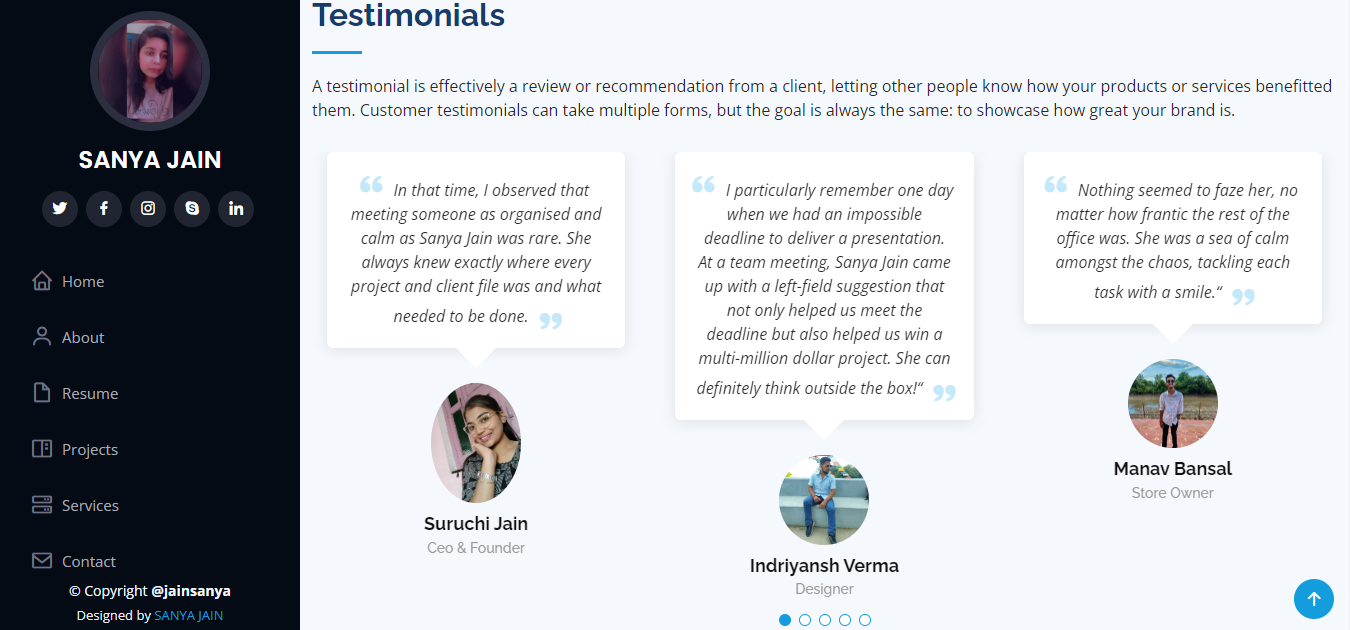 SANYA JAIN
Home
About
Resume
Projects
Services
Contact
© Copyright @jainsanya
Designed by SANYA JAIN
Testimonials
A testimonial is effectively a review or recommendation from a client, letting other people know how your products or services benefitted
them. Customer testimonials can take multiple forms, but the goal is always the same: to showcase how great your brand is.
❝ In that time, I observed that
meeting someone as organised and
calm as Sanya Jain was rare. She
always knew exactly where every
project and client file was and what
needed to be done. ❞
Suruchi Jain
Ceo & Founder
❝ I particularly remember one day
when we had an impossible
deadline to deliver a presentation.
At a team meeting, Sanya Jain came
up with a left-field suggestion that
not only helped us meet the
deadline but also helped us win a
multi-million dollar project. She can
definitely think outside the box!“ ❞
Indriyansh Verma
Designer
❝ Nothing seemed to faze her, no
matter how frantic the rest of the
office was. She was a sea of calm
amongst the chaos, tackling each
task with a smile.“ ❞
Manav Bansal
Store Owner